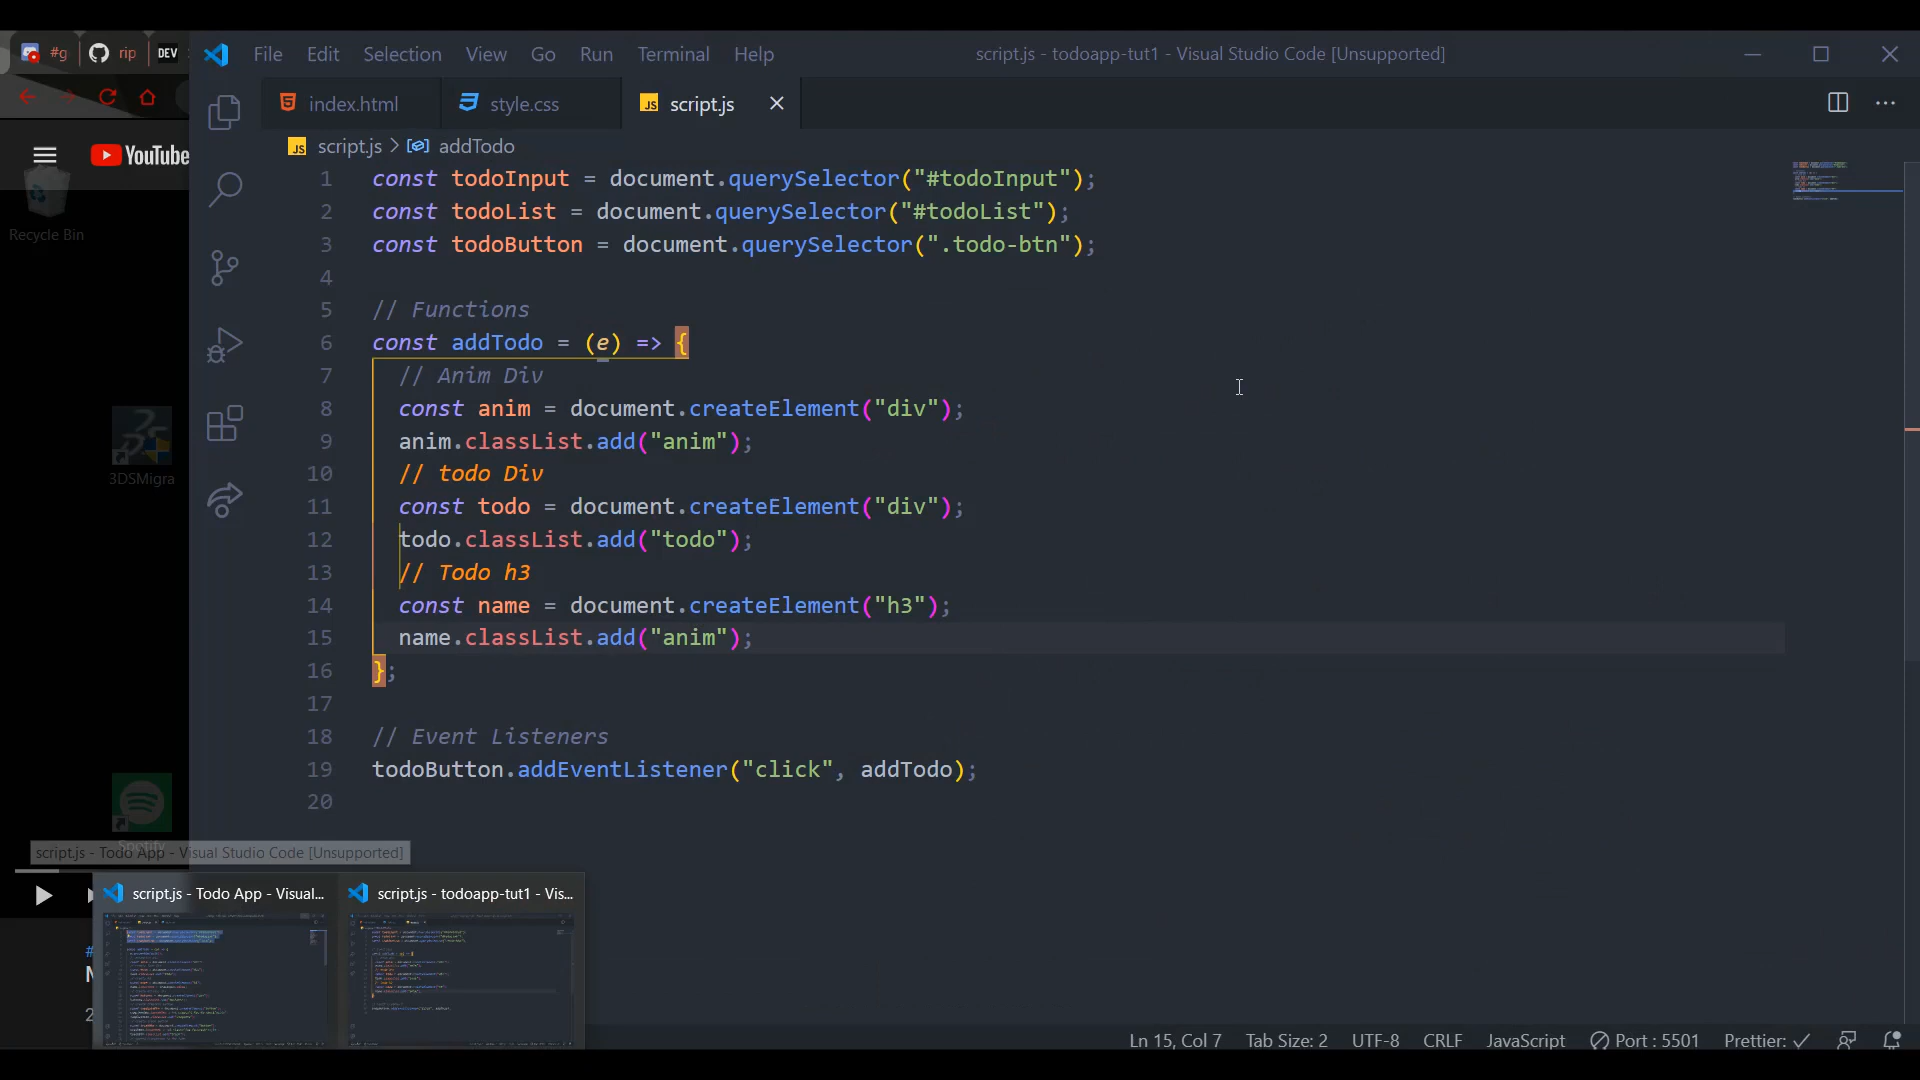 #g
rip
DEV
File Edit Selection View Go Run Terminal Help
script.js - todoapp-tut1 - Visual Studio Code [Unsupported]
index.html
style.css
JS script.js
YouTube
Recycle Bin
3DSMigra
Spotify
JS script.js > addTodo
1 const todoInput = document.querySelector("#todoInput");
2 const todoList = document.querySelector("#todoList");
3 const todoButton = document.querySelector(".todo-btn");
4
5 // Functions
6 const addTodo = (e) => {
7 // Anim Div
8 const anim = document.createElement("div");
9 anim.classList.add("anim");
10 // todo Div
11 const todo = document.createElement("div");
12 todo.classList.add("todo");
13 // Todo h3
14 const name = document.createElement("h3");
15 name.classList.add("anim");
16 };
17
18 // Event Listeners
19 todoButton.addEventListener("click", addTodo);
20
script.js - Todo App - Visual Studio Code [Unsupported]
script.js - Todo App - Visual...
script.js - todoapp-tut1 - Vis...
Ln 15, Col 7 Tab Size: 2 UTF-8 CRLF JavaScript Port : 5501 Prettier: ✓